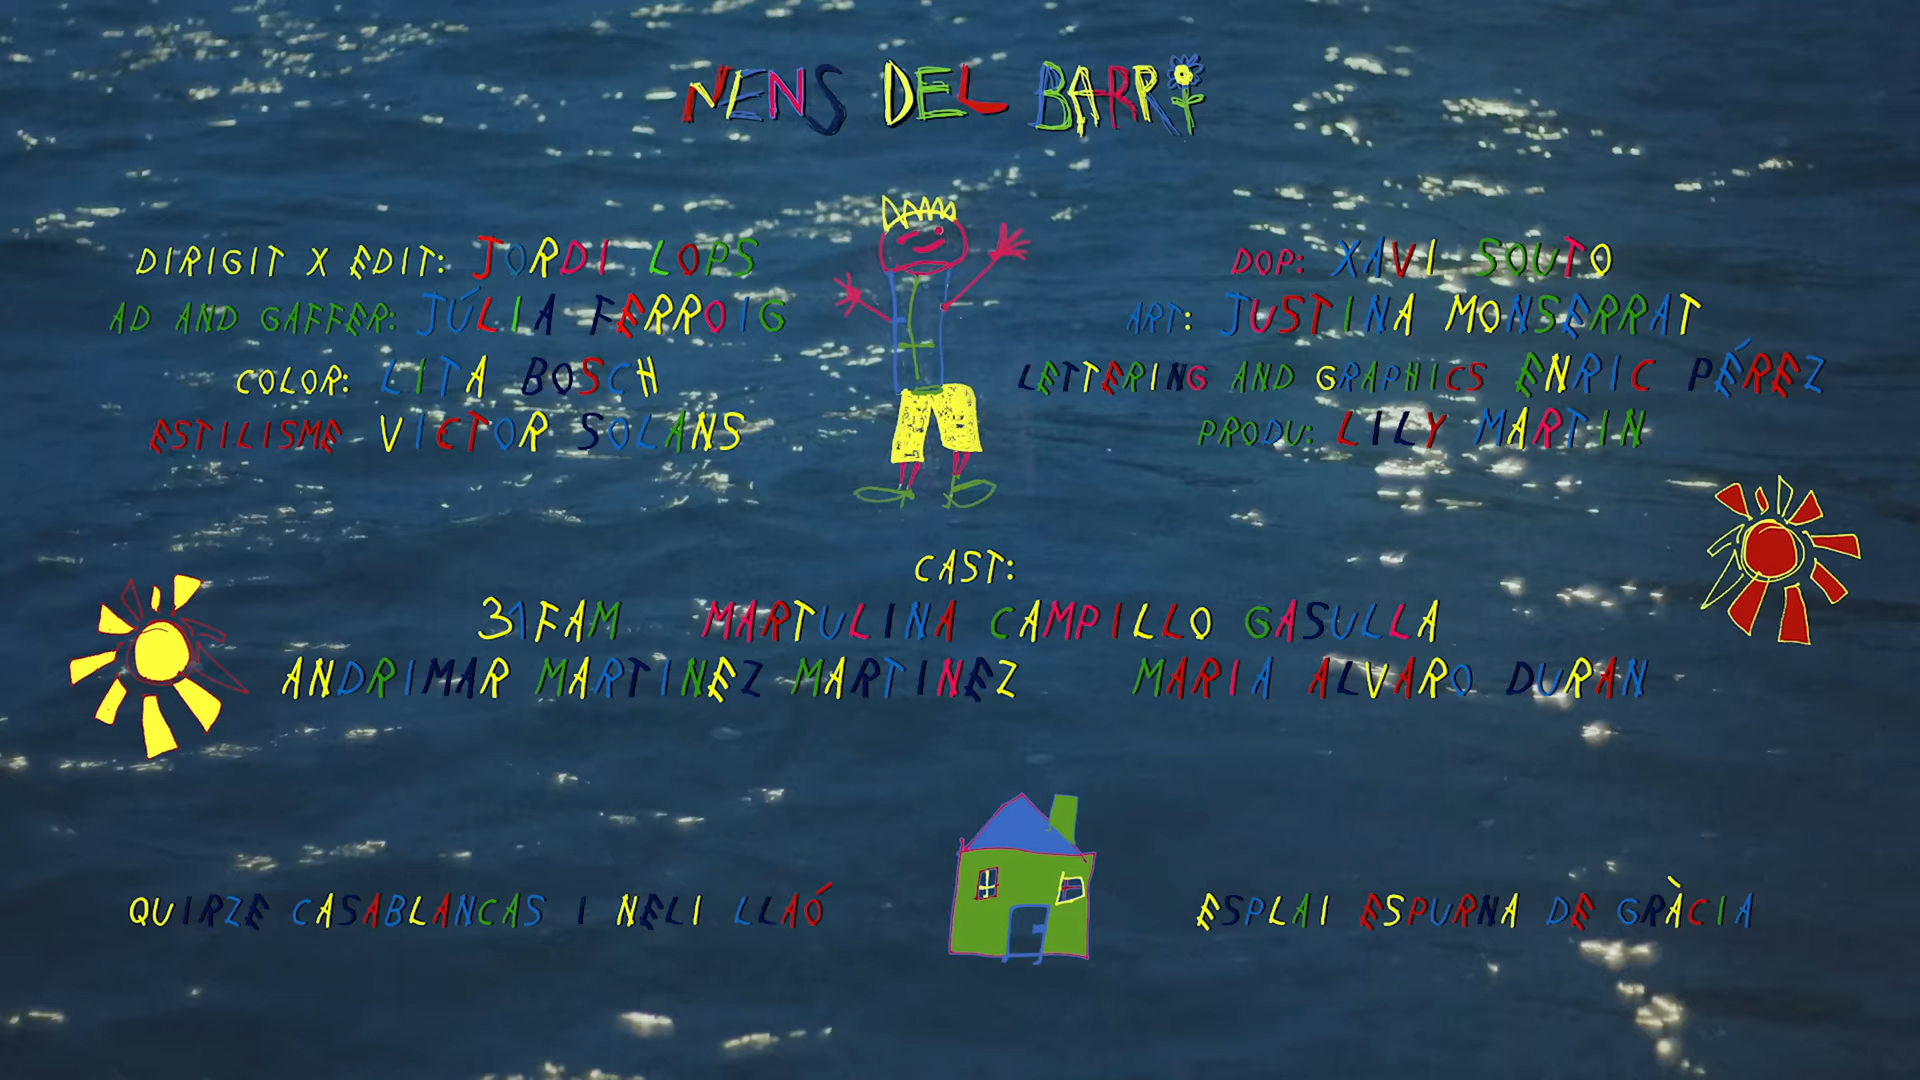 NENS DEL BARRI
DIRIGIT X EDIT: JORDI LOPS
AD AND GAFFER: JÚLIA FERROIG
COLOR: LITA BOSCH
ESTILISME VICTOR SOLANS
DOP: XAVI SOUTO
ART: JUSTINA MONSERRAT
LETTERING AND GRAPHICS ENRIC PÉREZ
PRODU: LILY MARTIN
CAST:
31FAM MARTULINA CAMPILLO GASULLA
ANDRIMAR MARTINEZ MARTINEZ MARIA ALVARO DURAN
QUIRZE CASABLANCAS I NELI LLAÓ
ESPLAI ESPURNA DE GRÀCIA